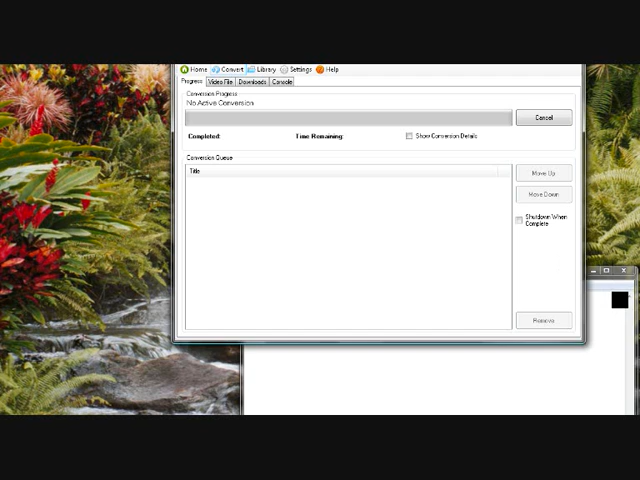 Home Convert Library Settings Help
Progress Video File Downloads Console
Conversion Progress
No Active Conversion
Cancel
Completed: Time Remaining: Show Conversion Details
Conversion Queue
Title
Move Up
Move Down
Shutdown When
Complete
Remove